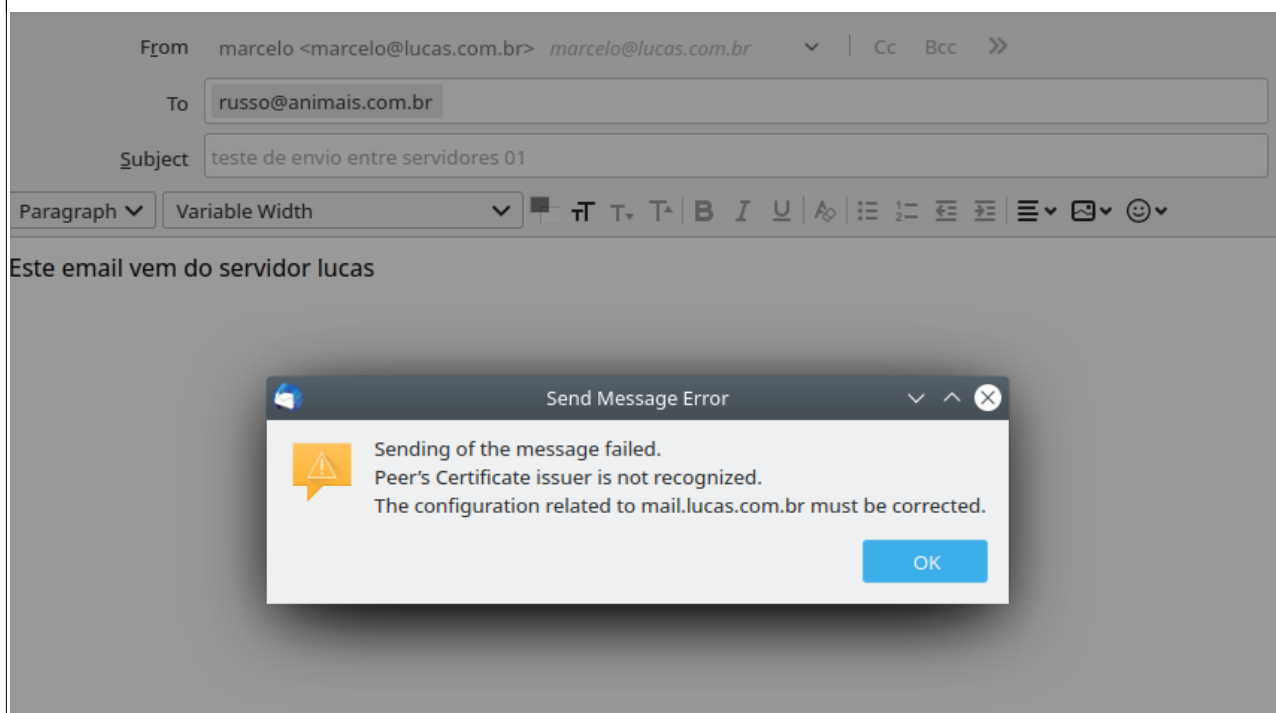 From marcelo <marcelo@lucas.com.br> marcelo@lucas.com.br Cc Bcc
To russo@animais.com.br
Subject teste de envio entre servidores 01
Paragraph Variable Width
Este email vem do servidor lucas
Send Message Error
Sending of the message failed.
Peer's Certificate issuer is not recognized.
The configuration related to mail.lucas.com.br must be corrected.
OK